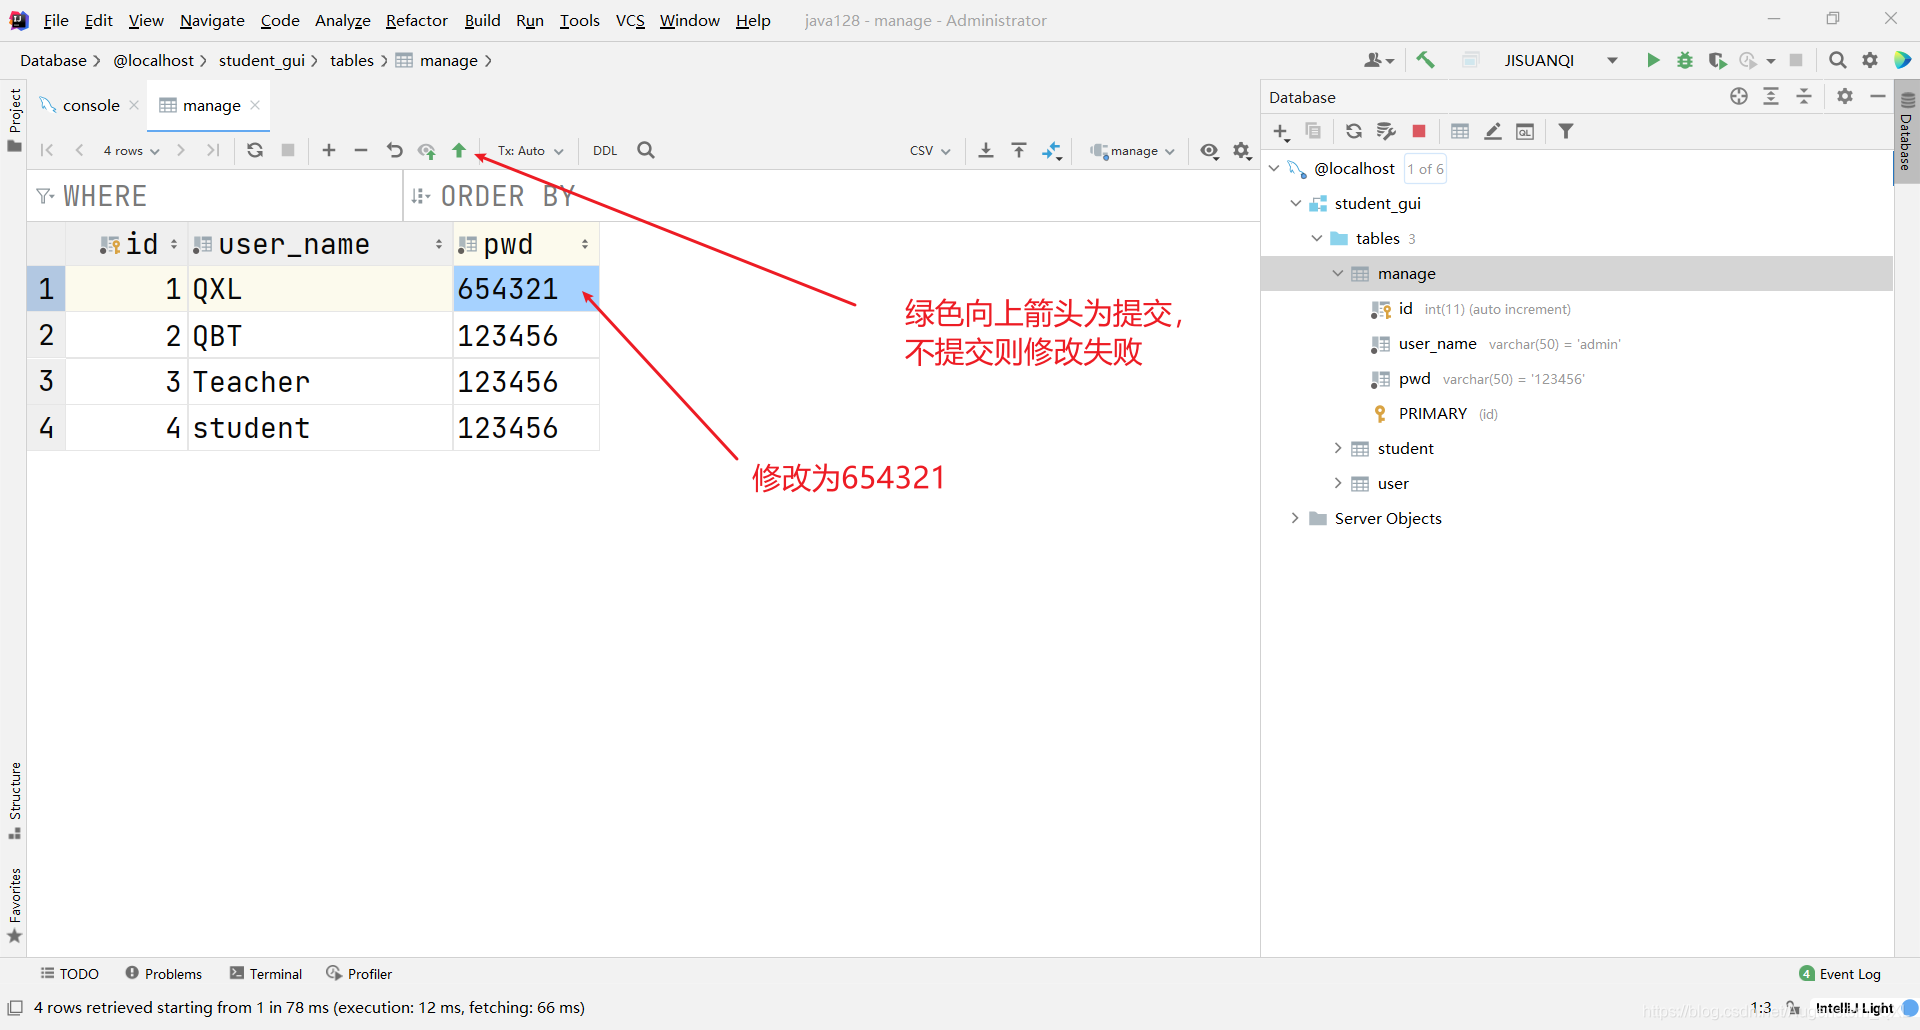 File Edit View Navigate Code Analyze Refactor Build Run Tools VCS Window Help java128 - manage - Administrator
Database @localhost student_gui tables manage
JISUANQI
Project
console manage
4 rows Tx: Auto DDL CSV manage
WHERE ORDER BY
id user_name pwd
1 1 QXL 654321
2 2 QBT 123456
3 3 Teacher 123456
4 4 student 123456
绿色向上箭头为提交，
不提交则修改失败
修改为654321
Database
@localhost 1 of 6
student_gui
tables 3
manage
id int(11) (auto increment)
user_name varchar(50) = 'admin'
pwd varchar(50) = '123456'
PRIMARY (id)
student
user
Server Objects
Database
Structure
Favorites
TODO Problems Terminal Profiler 4 Event Log
4 rows retrieved starting from 1 in 78 ms (execution: 12 ms, fetching: 66 ms) 1:3 IntelliJ Light